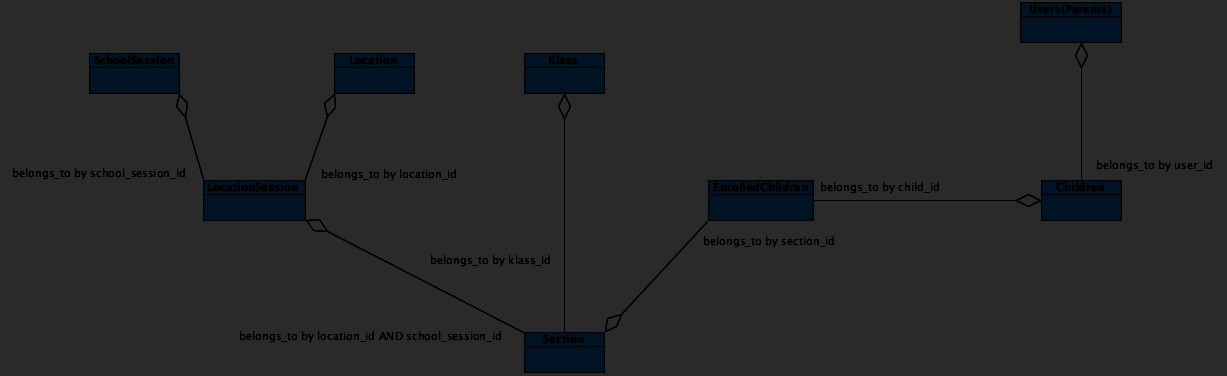 Users(Parents)
SchoolSession
Location
Klass
belongs_to by user_id
belongs_to by school_session_id
belongs_to by location_id
LocationSession
EnrolledChildren
belongs_to by child_id
Children
belongs_to by section_id
belongs_to by klass_id
belongs_to by location_id AND school_session_id
Section